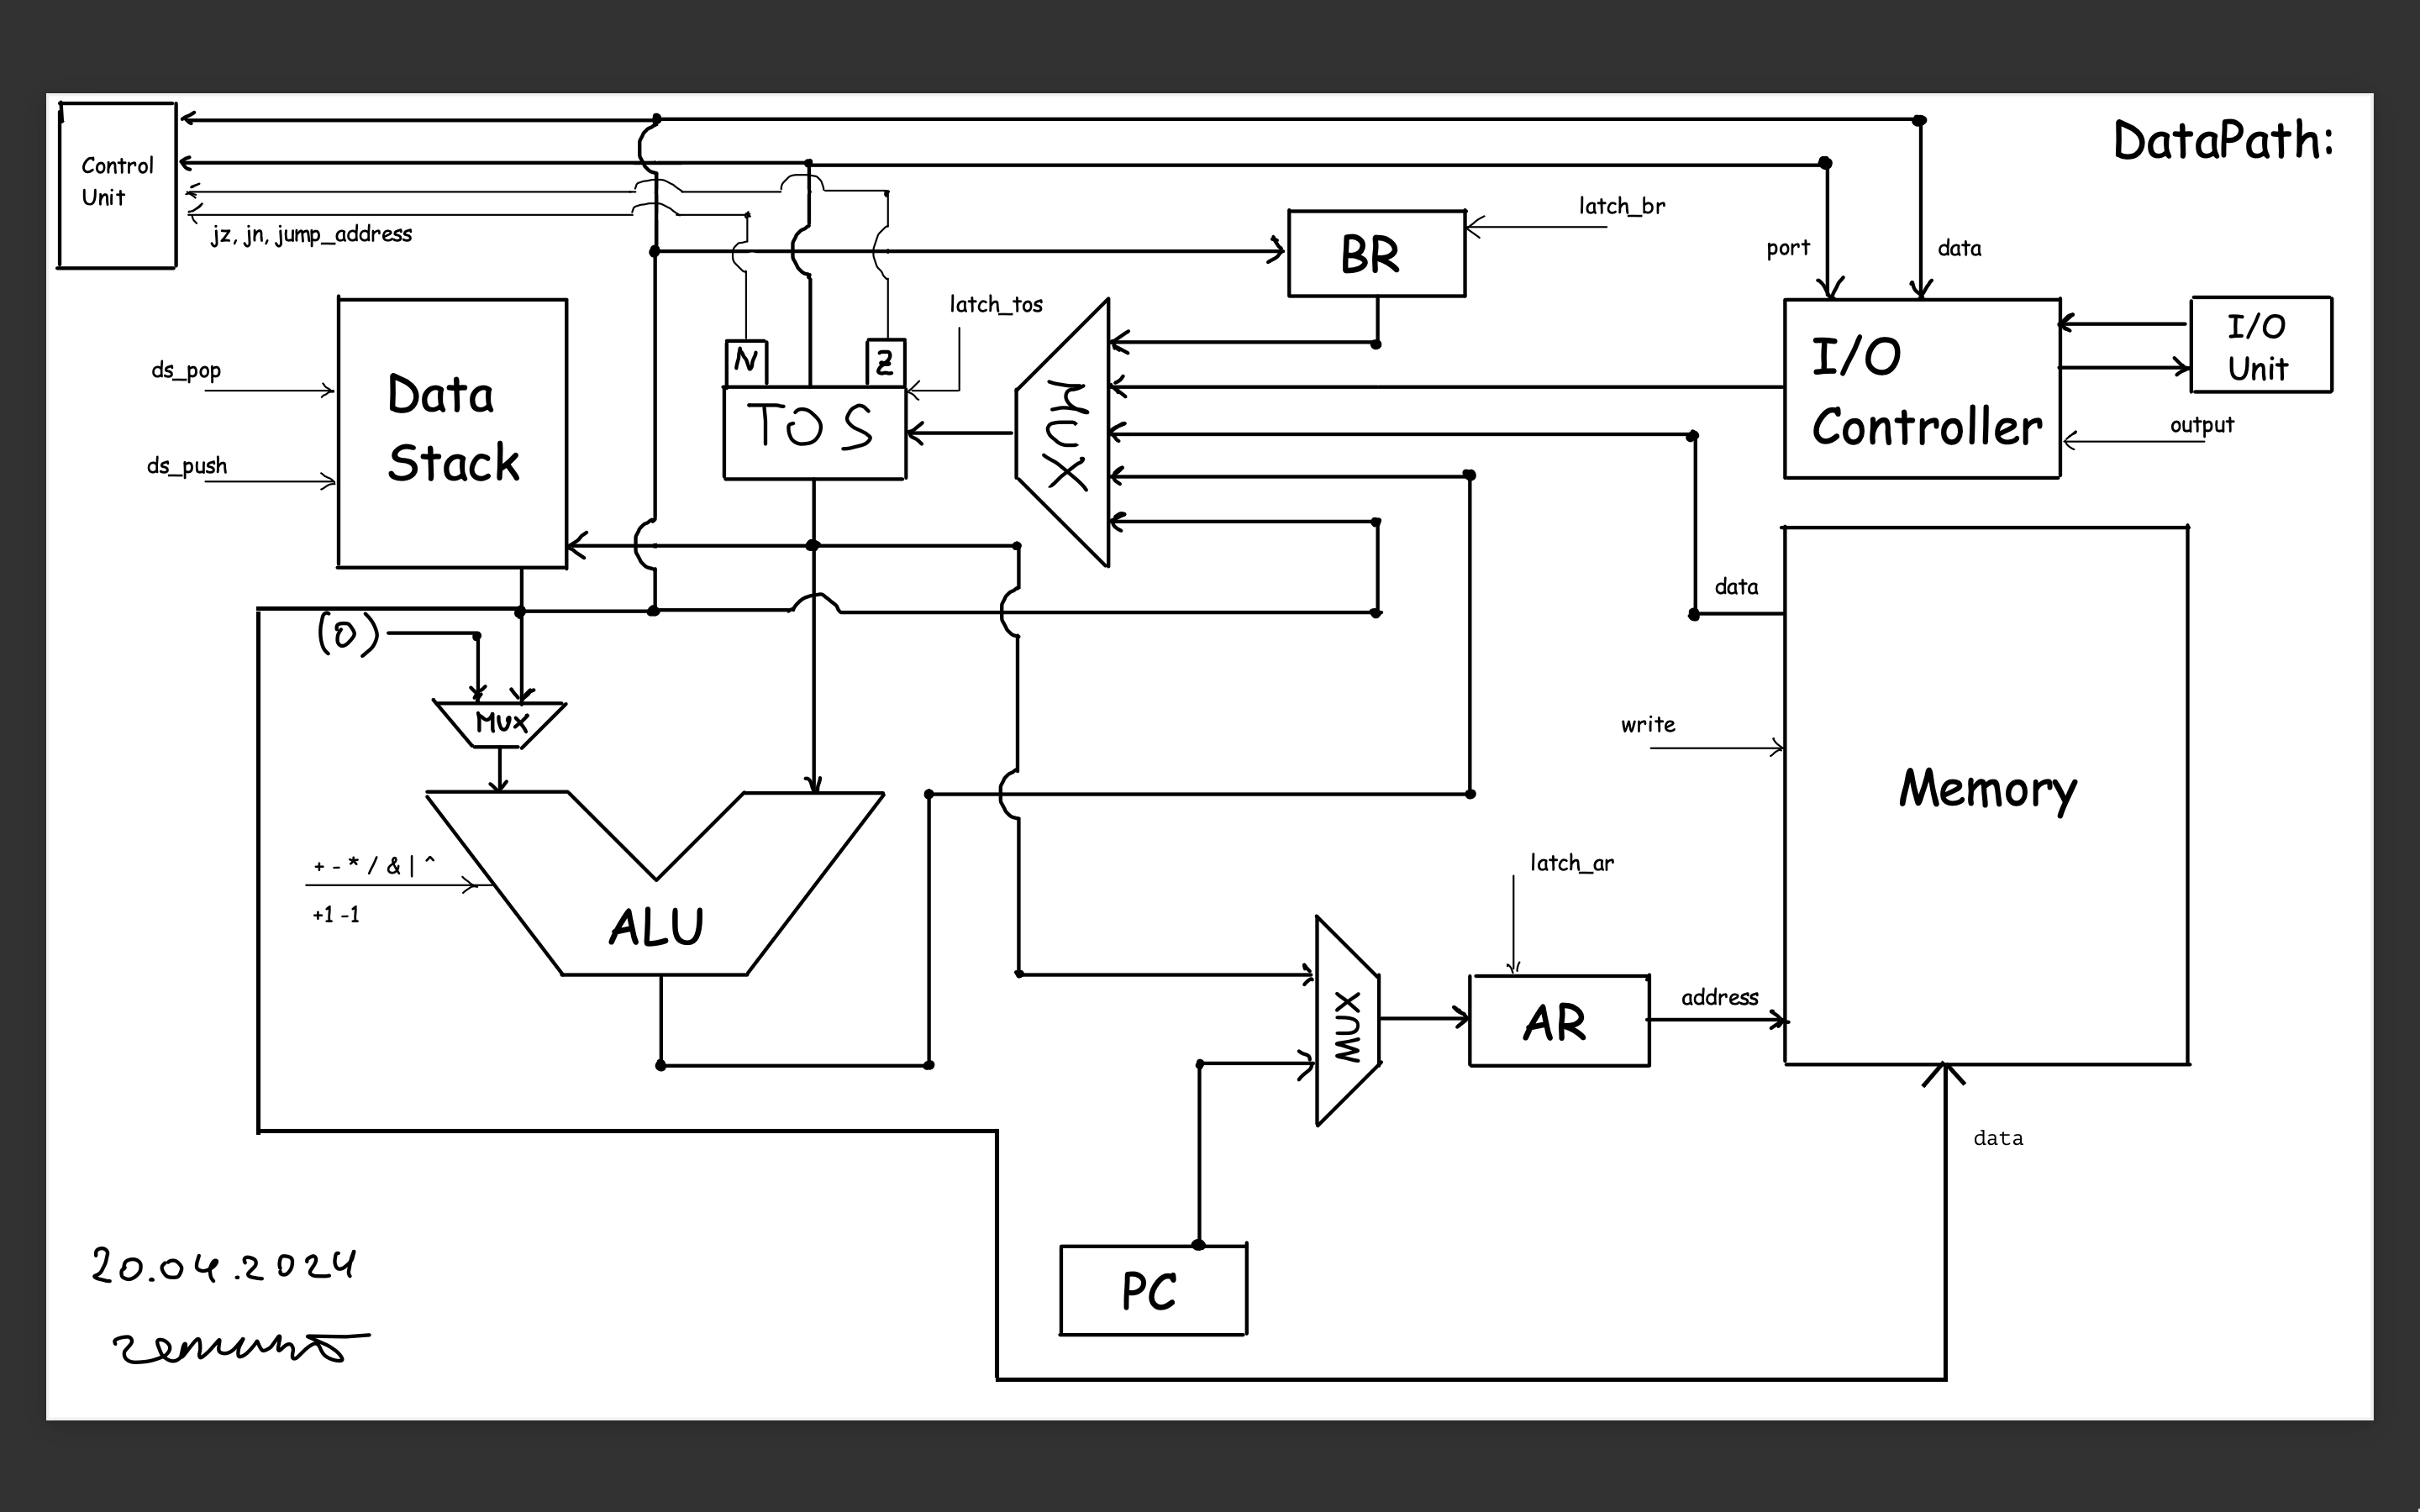 DataPath:
Control
Unit
jz, jn, jump_address
latch_br
BR
port
data
latch_tos
N
Z
TOS
MUX
I/O
Controller
I/O
Unit
output
ds_pop
ds_push
Data
Stack
(0)
MUX
data
write
Memory
+ - * / & | ^
+1 -1
ALU
latch_ar
MUX
AR
address
data
PC
20.04.2024